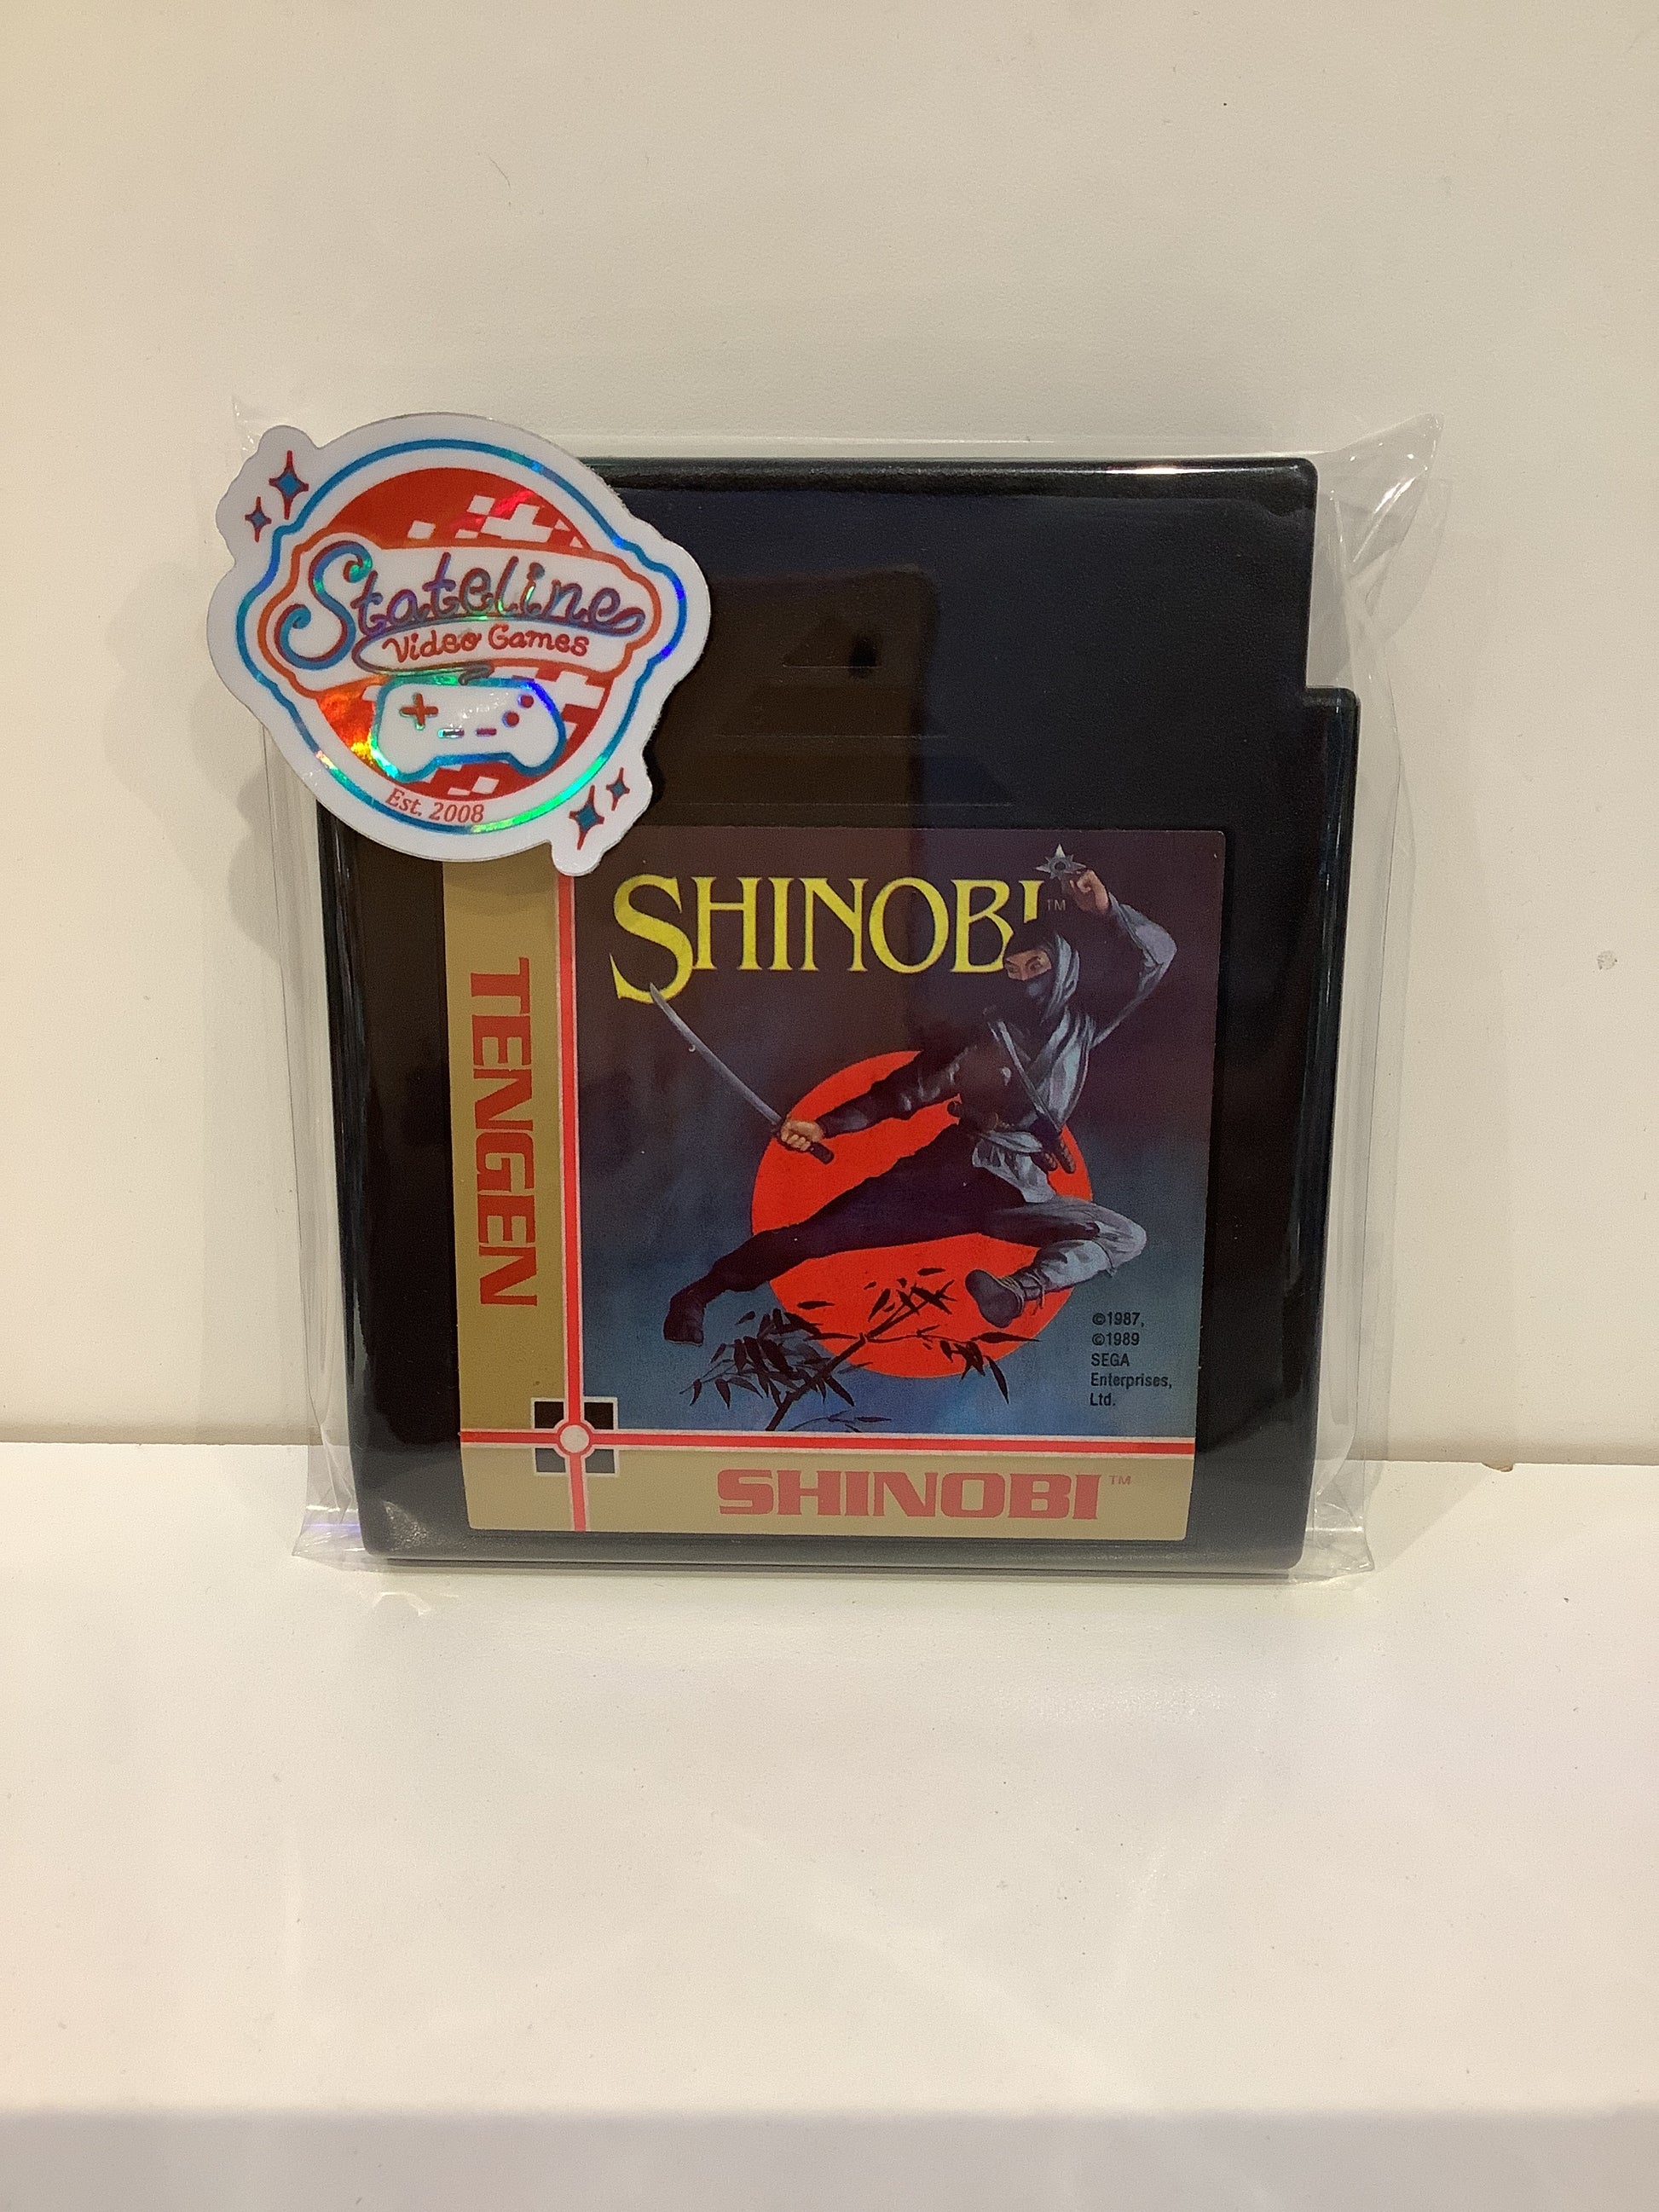 Stateline
Video Games
Est. 2008
SHINOBI™
TENGEN
©1987,
©1989
SEGA
Enterprises,
Ltd.
SHINOBI™